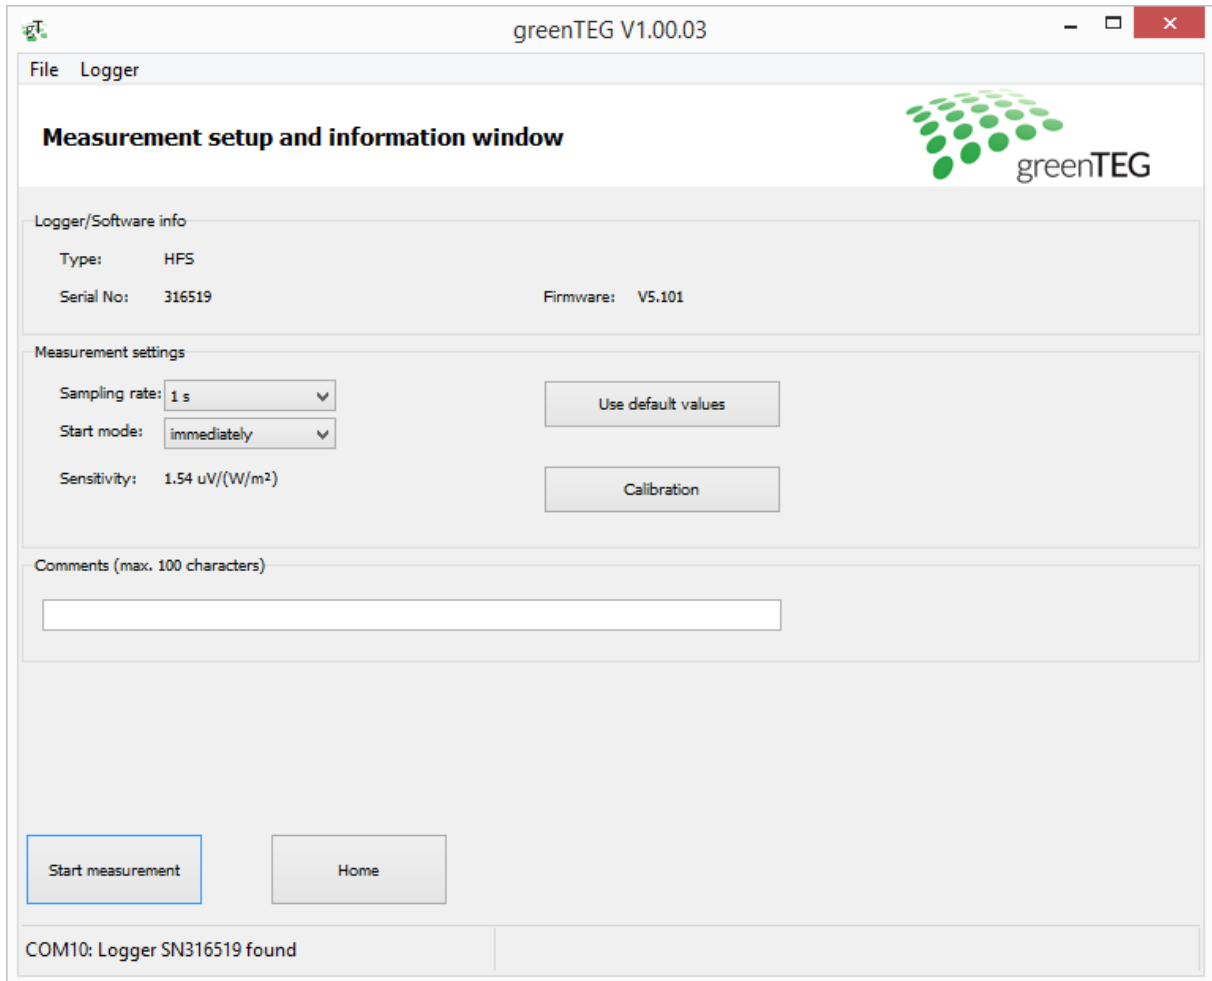 gT
greenTEG V1.00.03
File Logger
Measurement setup and information window
greenTEG
Logger/Software info
Type: HFS
Serial No: 316519 Firmware: V5.101
Measurement settings
Sampling rate: 1 s Use default values
Start mode: immediately
Sensitivity: 1.54 uV/(W/m²) Calibration
Comments (max. 100 characters)
Start measurement Home
COM10: Logger SN316519 found